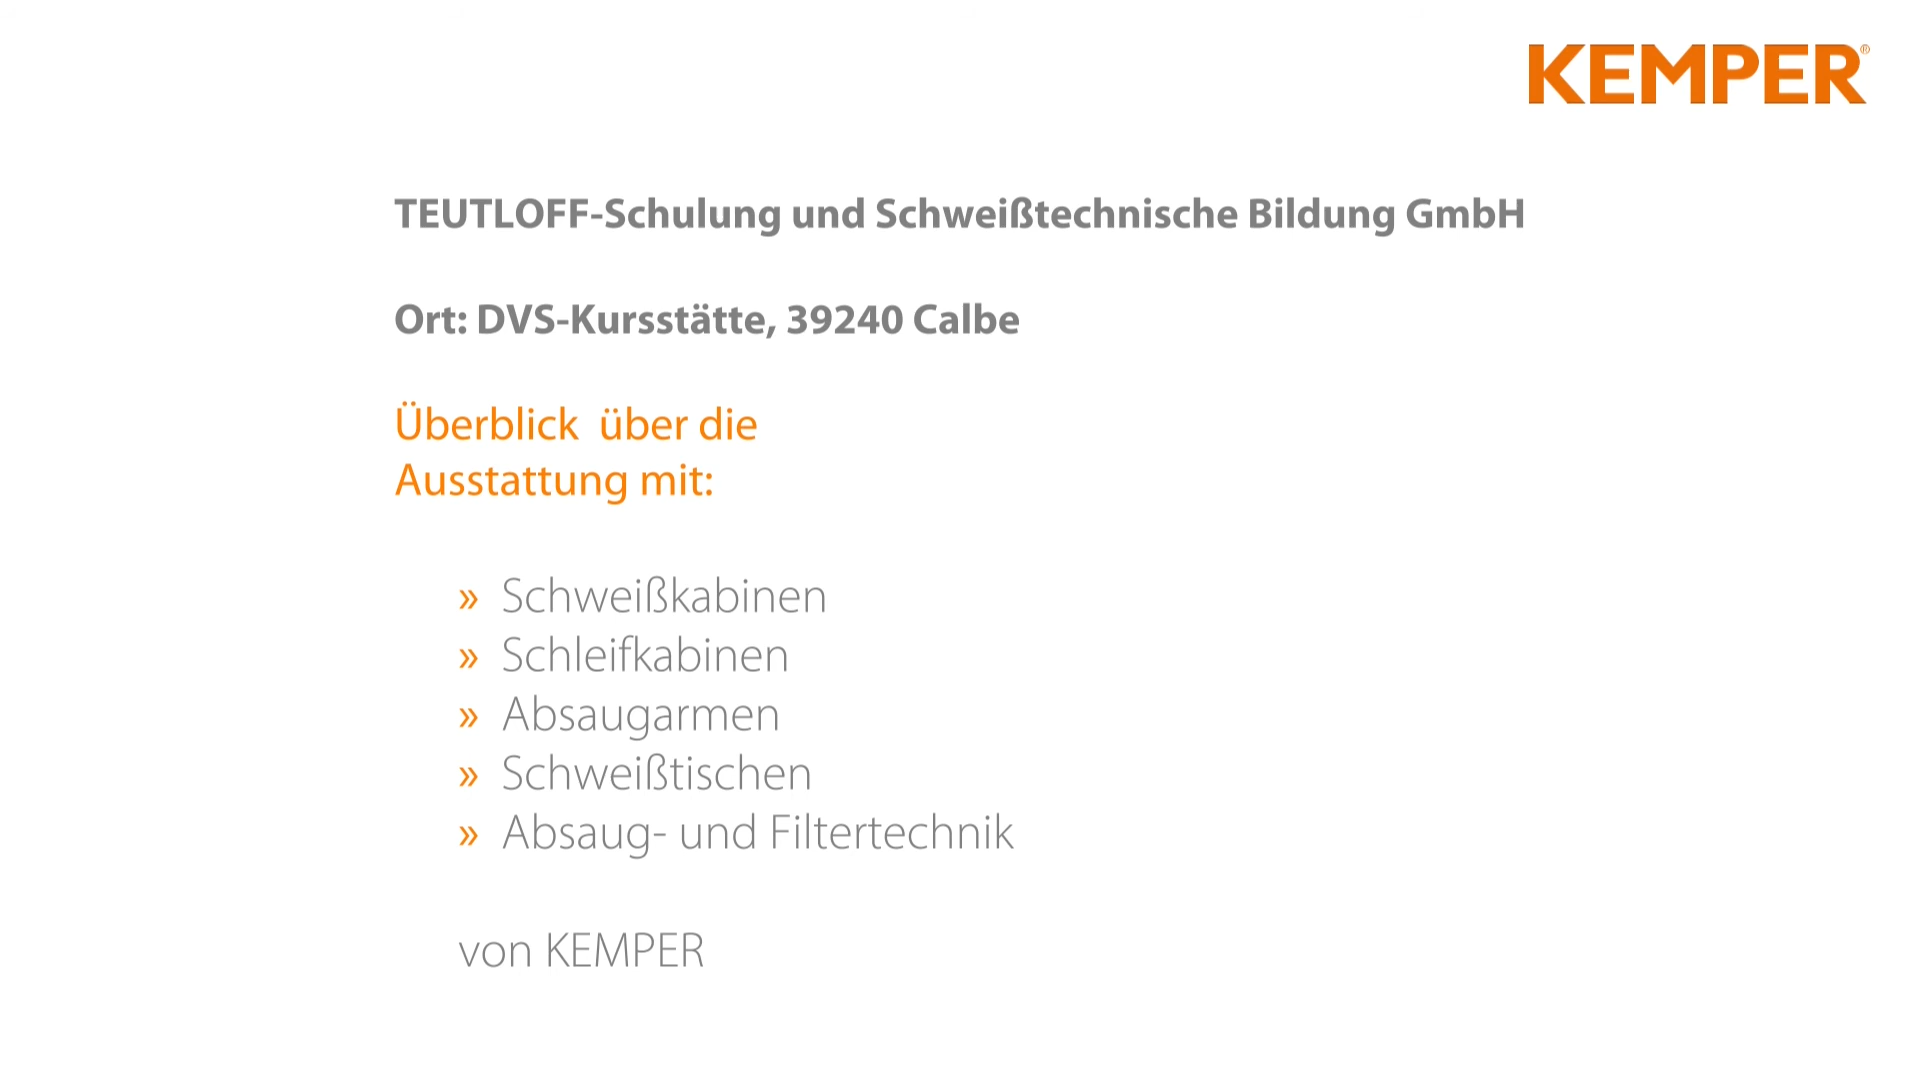 KEMPER®
TEUTLOFF-Schulung und Schweißtechnische Bildung GmbH
Ort: DVS-Kursstätte, 39240 Calbe
Überblick über die
Ausstattung mit:
» Schweißkabinen
» Schleifkabinen
» Absaugarmen
» Schweißtischen
» Absaug- und Filtertechnik
von KEMPER